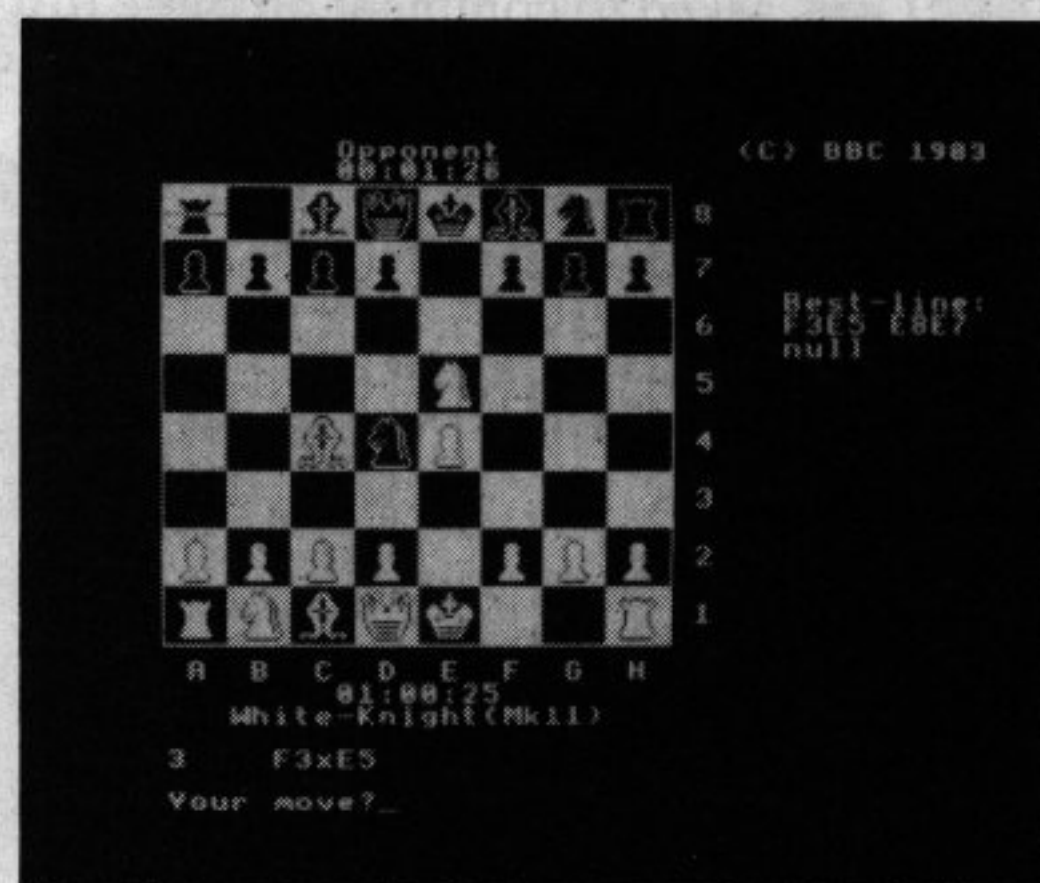 Opponent
00:01:26
(C) BBC 1983
8
7
6
5
4
3
2
1
Best-line:
F3E5 E8E7
null
A B C D E F G H
01:00:25
White-Knight(Mk11)
3 F3xE5
Your move?_